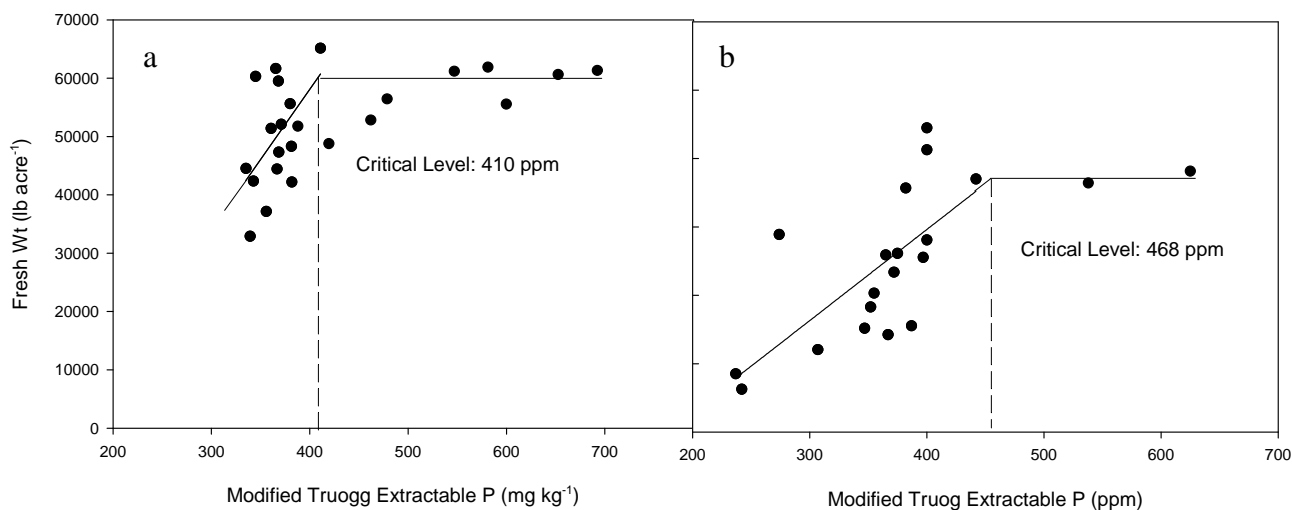 70000
60000
50000
40000
30000
20000
10000
0
Fresh Wt (lb acre⁻¹)
a
Critical Level: 410 ppm
200 300 400 500 600 700
Modified Truogg Extractable P (mg kg⁻¹)
b
Critical Level: 468 ppm
200 300 400 500 600 700
Modified Truog Extractable P (ppm)